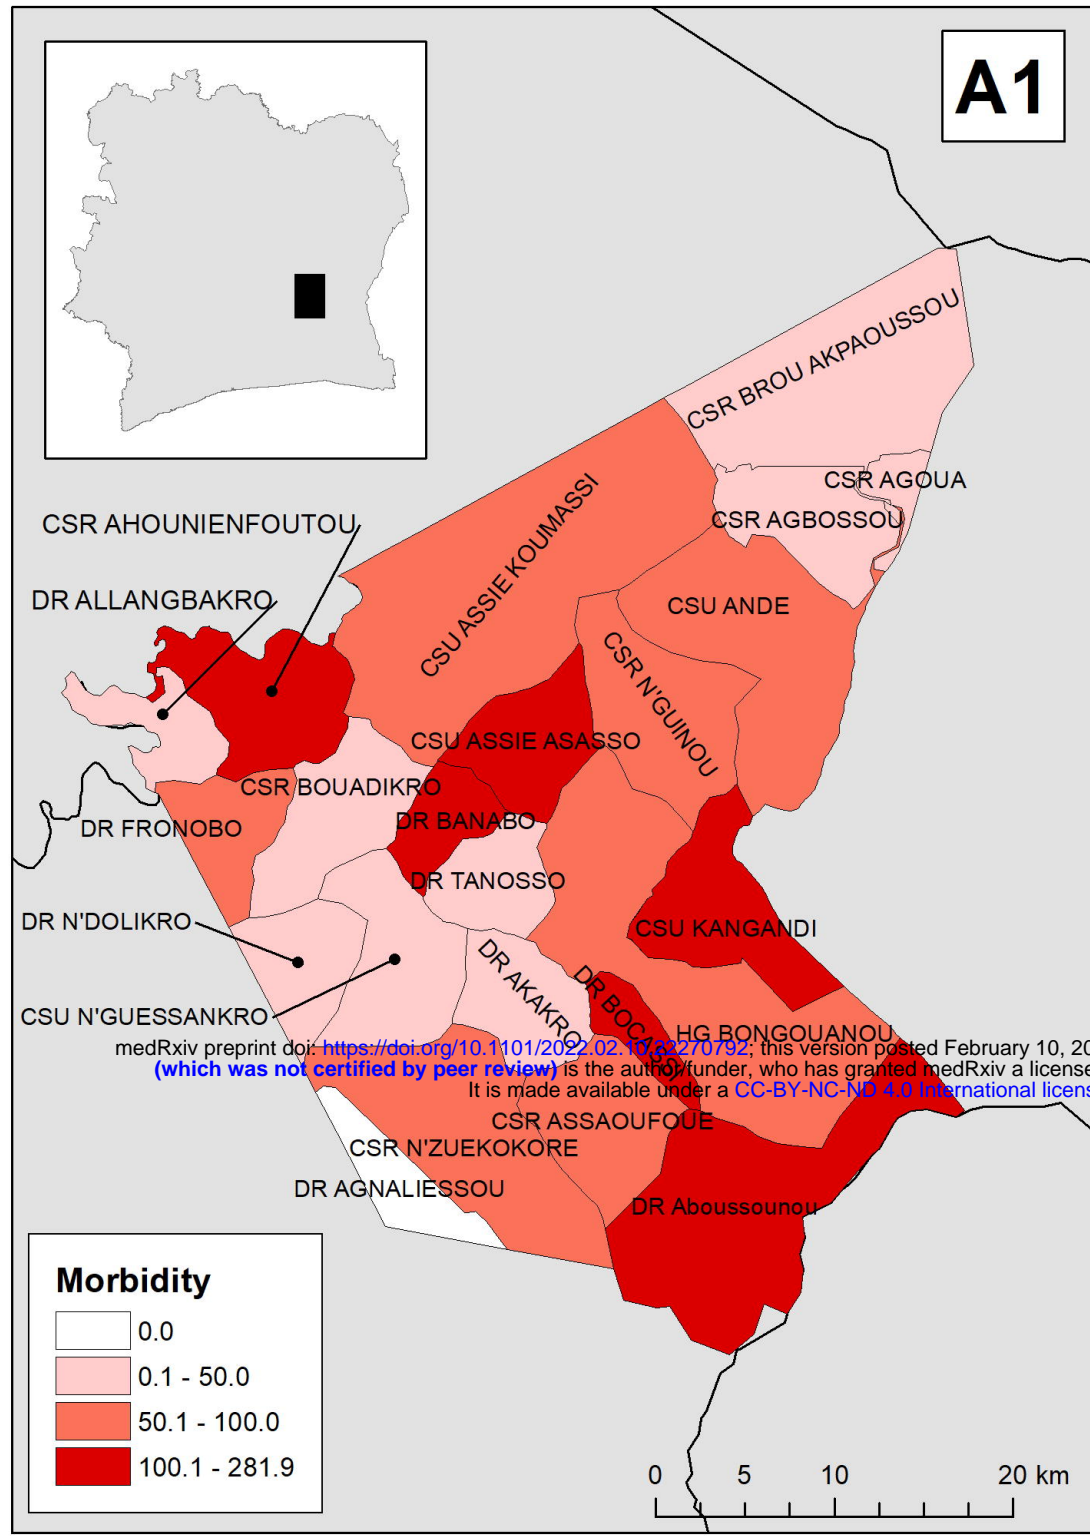 A1
CSR BROU AKPAOUSSOU
CSR AGOUA
CSU ASSIE KOUMASSI
CSR AGBOSSOU
CSR AHOUNIENFOUTOU
DR ALLANGBAKRO
CSU ANDE
CSR N'GUINOU
CSU ASSIE ASASSO
CSR BOUADIKRO
DR FRONOBO
DR BANABO
DR TANOSSO
DR N'DOLIKRO
CSU KANGANDI
DR AKAKRO
DR BOCASSI
CSU N'GUESSANKRO
HG BONGOUANOU
medRxiv preprint doi: https://doi.org/10.1101/2022.02.10.22270792; this version posted February 10, 20
(which was not certified by peer review) is the author/funder, who has granted medRxiv a license
It is made available under a CC-BY-NC-ND 4.0 International licens
CSR ASSAOUFOUE
CSR N'ZUEKOKORE
DR AGNALIESSOU
DR Aboussounou
Morbidity
0.0
0.1 - 50.0
50.1 - 100.0
100.1 - 281.9
0 5 10 20 km